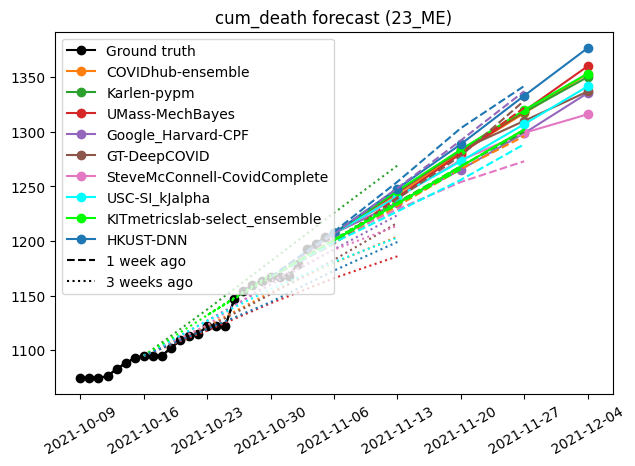 cum_death forecast (23_ME)
Ground truth
COVIDhub-ensemble
Karlen-pypm
UMass-MechBayes
Google_Harvard-CPF
GT-DeepCOVID
SteveMcConnell-CovidComplete
USC-SI_kJalpha
KITmetricslab-select_ensemble
HKUST-DNN
1 week ago
3 weeks ago
1350
1300
1250
1200
1150
1100
2021-10-09
2021-10-16
2021-10-23
2021-10-30
2021-11-06
2021-11-13
2021-11-20
2021-11-27
2021-12-04